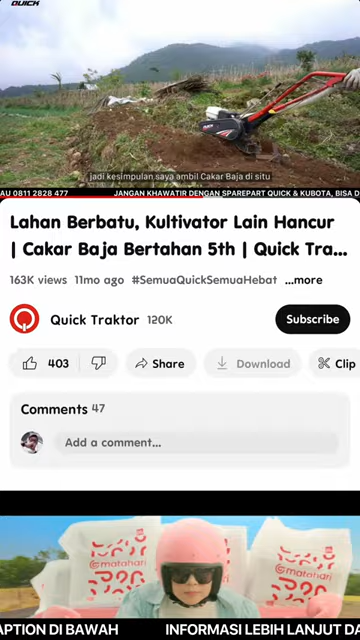 QUICK
jadi kesimpulan saya ambil Cakar Baja di situ
AU 0811 2828 477 JANGAN KHAWATIR DENGAN SPAREPART QUICK & KUBOTA, BISA D
Lahan Berbatu, Kultivator Lain Hancur
| Cakar Baja Bertahan 5th | Quick Tra...
163K views 11mo ago #SemuaQuickSemuaHebat ...more
Quick Traktor 120K Subscribe
403 Share Download Clip
Comments 47
Add a comment...
matahari
matahari
APTION DI BAWAH INFORMASI LEBIH LANJUT DA